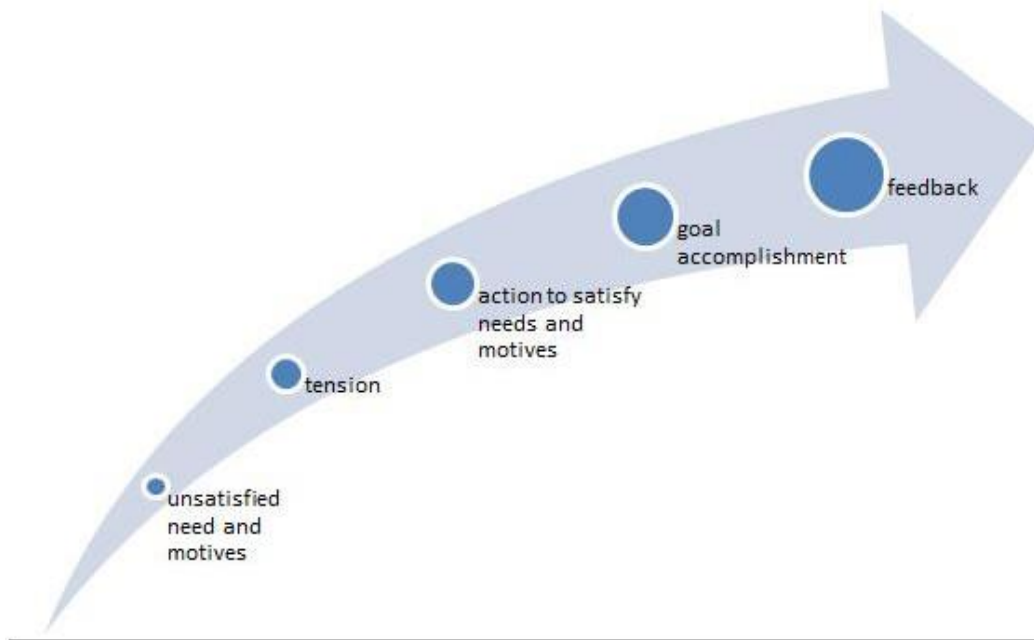 feedback
goal
accomplishment
action to satisfy
needs and
motives
tension
unsatisfied
need and
motives